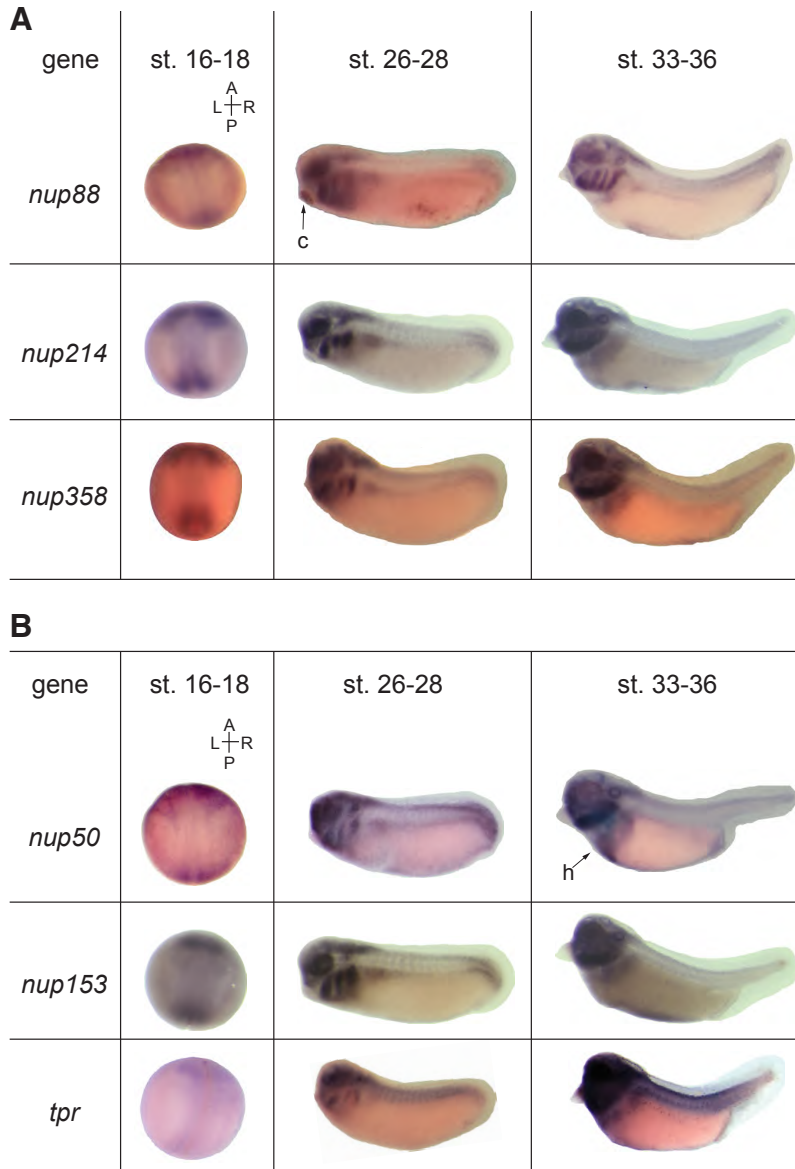 A
gene st. 16-18 st. 26-28 st. 33-36
A
L R
P
nup88
c
nup214
nup358
B
gene st. 16-18 st. 26-28 st. 33-36
A
L R
P
nup50
h
nup153
tpr